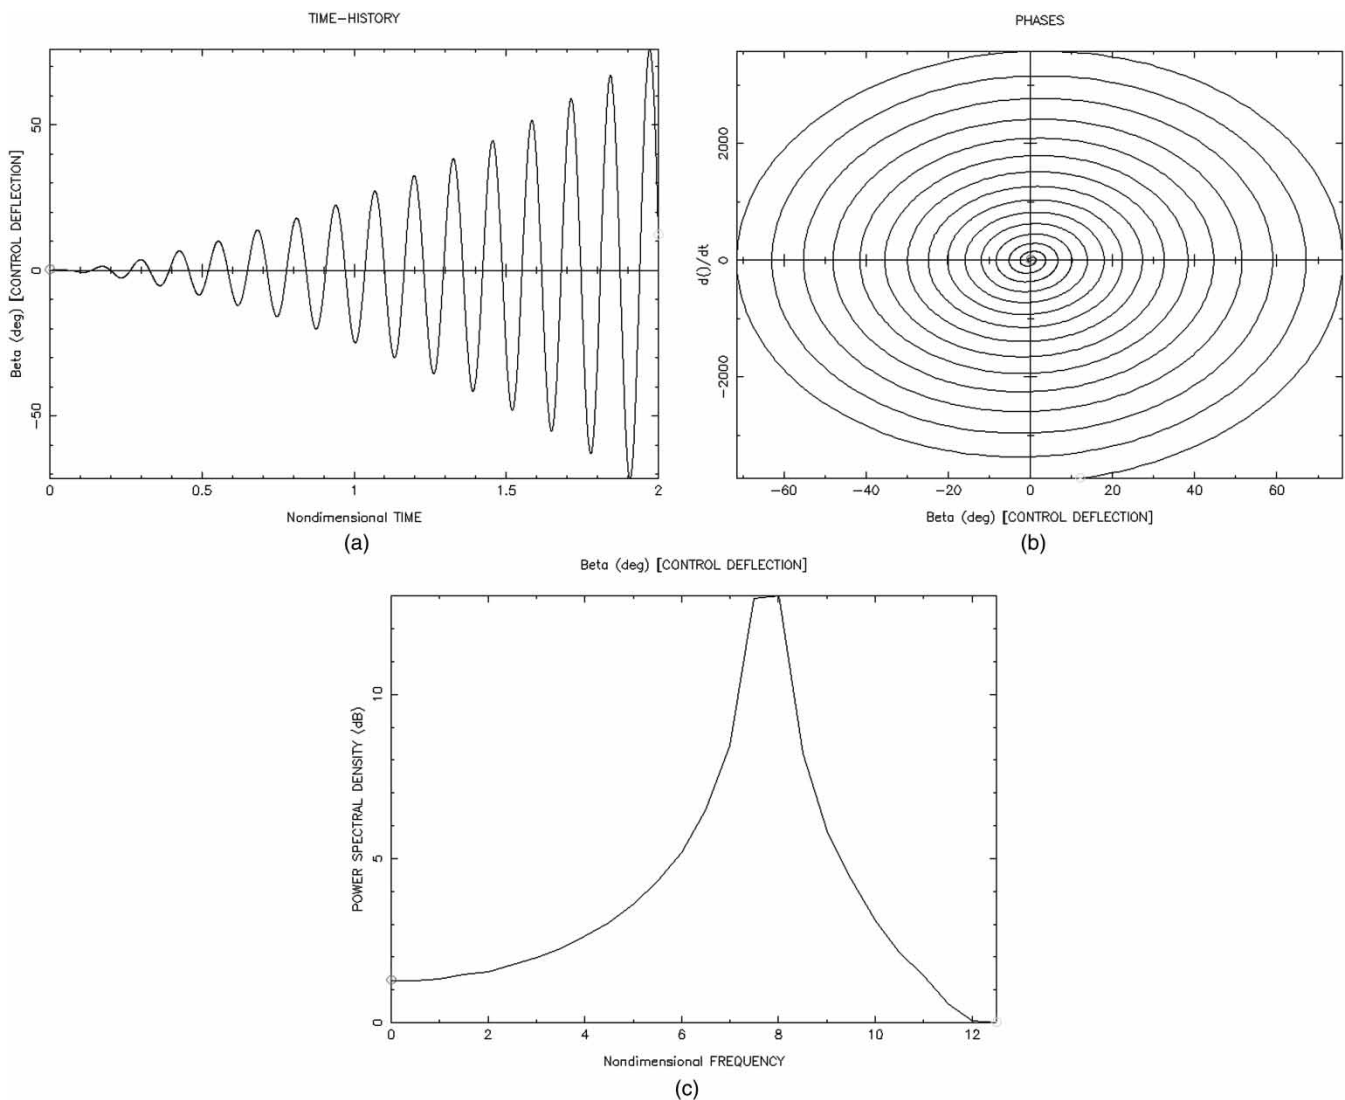 TIME-HISTORY
50
0
-50
Beta (deg) [CONTROL DEFLECTION]
0 0.5 1 1.5 2
Nondimensional TIME
(a)
PHASES
2000
0
-2000
d()/dt
-60 -40 -20 0 20 40 60
Beta (deg) [CONTROL DEFLECTION]
(b)
Beta (deg) [CONTROL DEFLECTION]
10
5
0
POWER SPECTRAL DENSITY (dB)
0 2 4 6 8 10 12
Nondimensional FREQUENCY
(c)